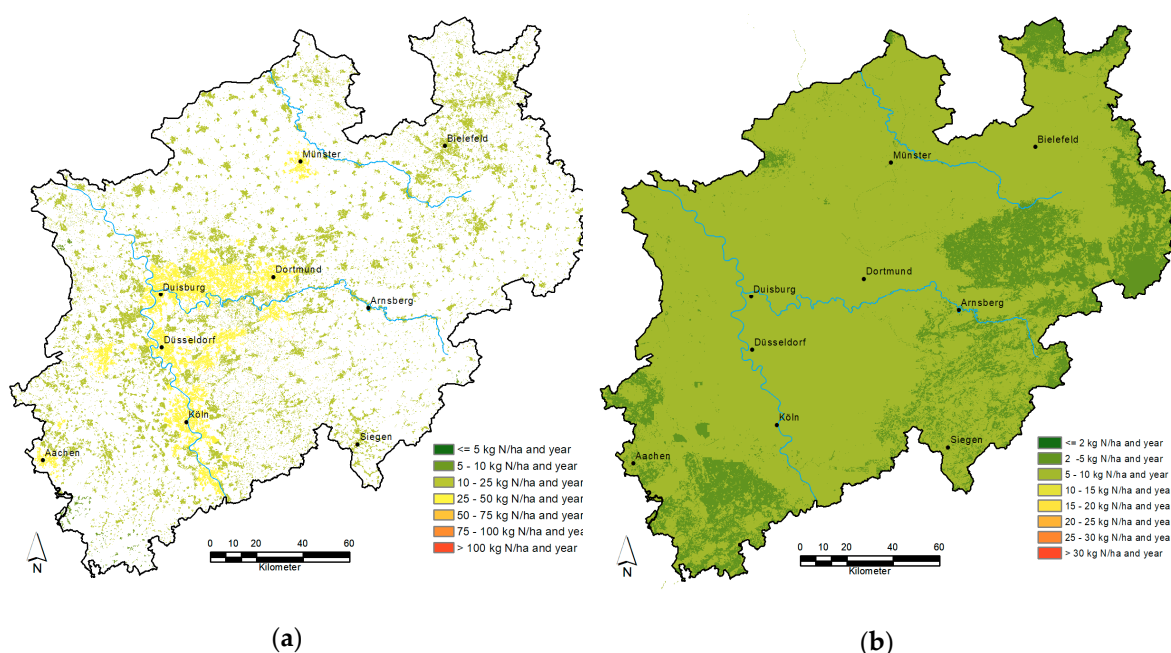 Bielefeld
Münster
Dortmund
Duisburg
Arnsberg
Düsseldorf
Köln
Siegen
Aachen
<= 5 kg N/ha and year
5 - 10 kg N/ha and year
10 - 25 kg N/ha and year
25 - 50 kg N/ha and year
50 - 75 kg N/ha and year
75 - 100 kg N/ha and year
> 100 kg N/ha and year
N
0 10 20 40 60
Kilometer
(a)
Bielefeld
Münster
Dortmund
Duisburg
Arnsberg
Düsseldorf
Köln
Siegen
Aachen
<= 2 kg N/ha and year
2 -5 kg N/ha and year
5 - 10 kg N/ha and year
10 - 15 kg N/ha and yea
15 - 20 kg N/ha and yea
20 - 25 kg N/ha and yea
25 - 30 kg N/ha and yea
> 30 kg N/ha and year
N
0 10 20 40 60
Kilometer
(b)